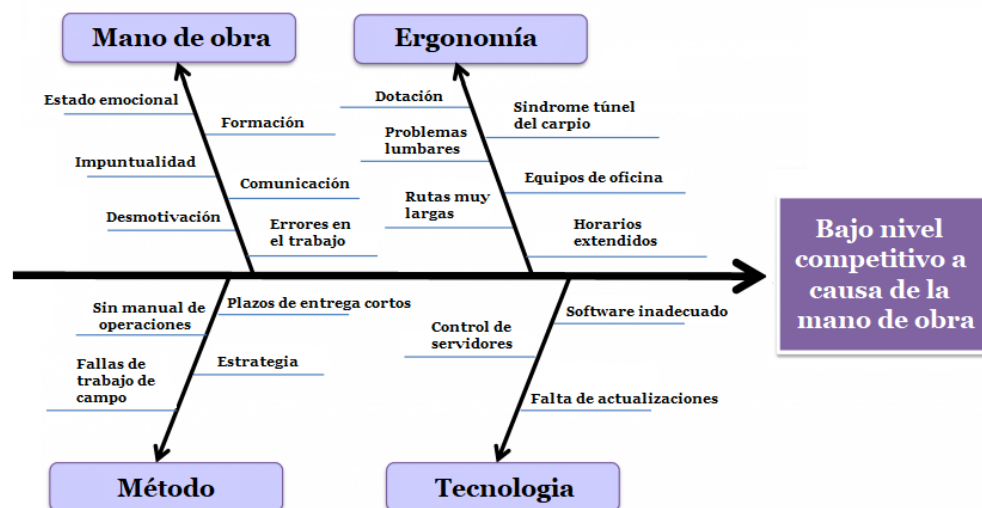 Mano de obra
Ergonomía
Estado emocional
Formación
Impuntualidad
Comunicación
Desmotivación
Errores en
el trabajo
Dotación
Sindrome túnel
del carpio
Problemas
lumbares
Equipos de oficina
Rutas muy
largas
Horarios
extendidos
Bajo nivel
competitivo a
causa de la
mano de obra
Plazos de entrega cortos
Sin manual de
operaciones
Estrategia
Fallas de
trabajo de
campo
Software inadecuado
Control de
servidores
Falta de actualizaciones
Método
Tecnologia